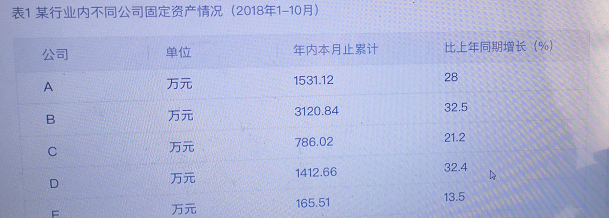 表1 某行业内不同公司固定资产情况（2018年1-10月）
公司 单位 年内本月止累计 比上年同期增长（%）
A 万元 1531.12 28
B 万元 3120.84 32.5
C 万元 786.02 21.2
D 万元 1412.66 32.4
E 万元 165.51 13.5